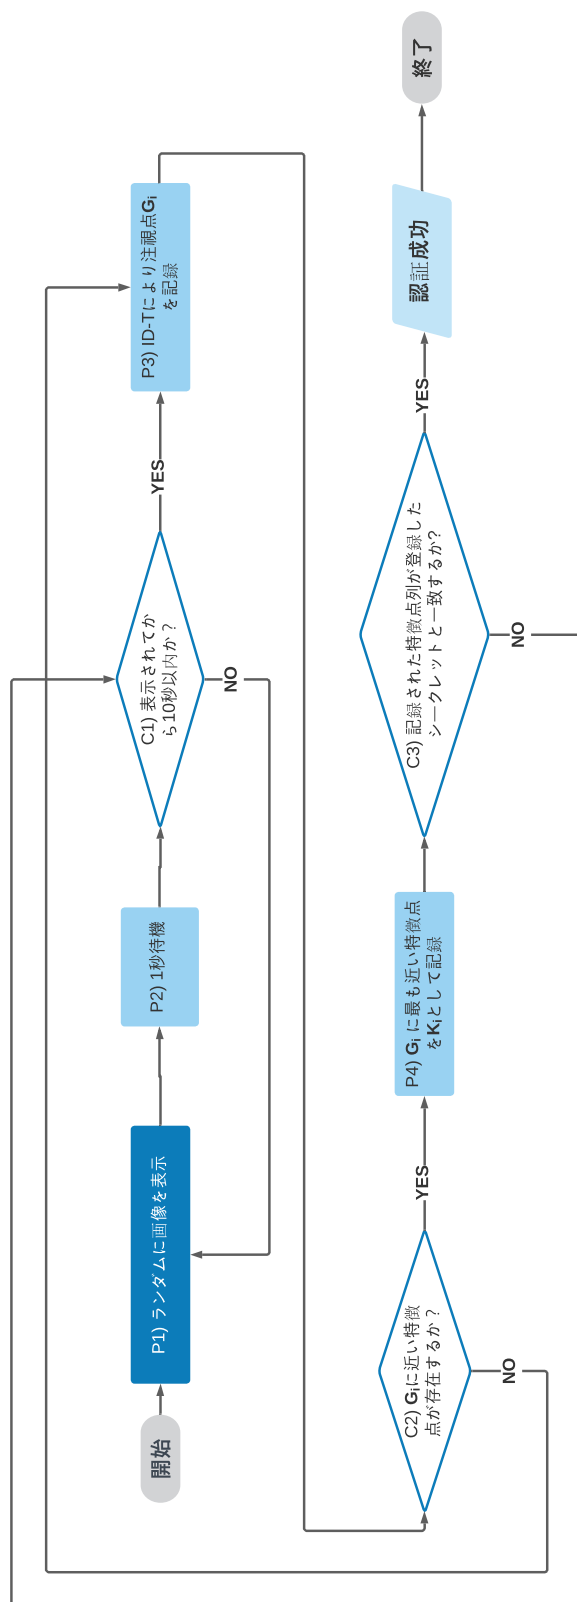 開始
P1) ランダムに画像を表示
P2) 1秒待機
C1) 表示されてか
ら10秒以内か？
YES
NO
P3) ID-Tにより注視点Gi
を記録
C2) Giに近い特徴
点が存在するか？
YES
NO
P4) Gi に最も近い特徴点
をKiとして記録
C3) 記録された特徴点列が登録した
シークレットと一致するか?
YES
NO
認証成功
終了